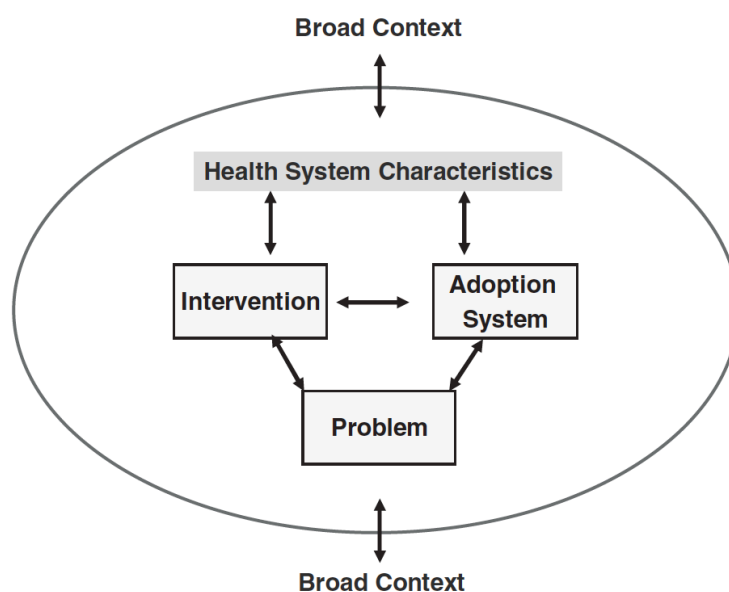 Broad Context
Health System Characteristics
Intervention
Adoption
System
Problem
Broad Context